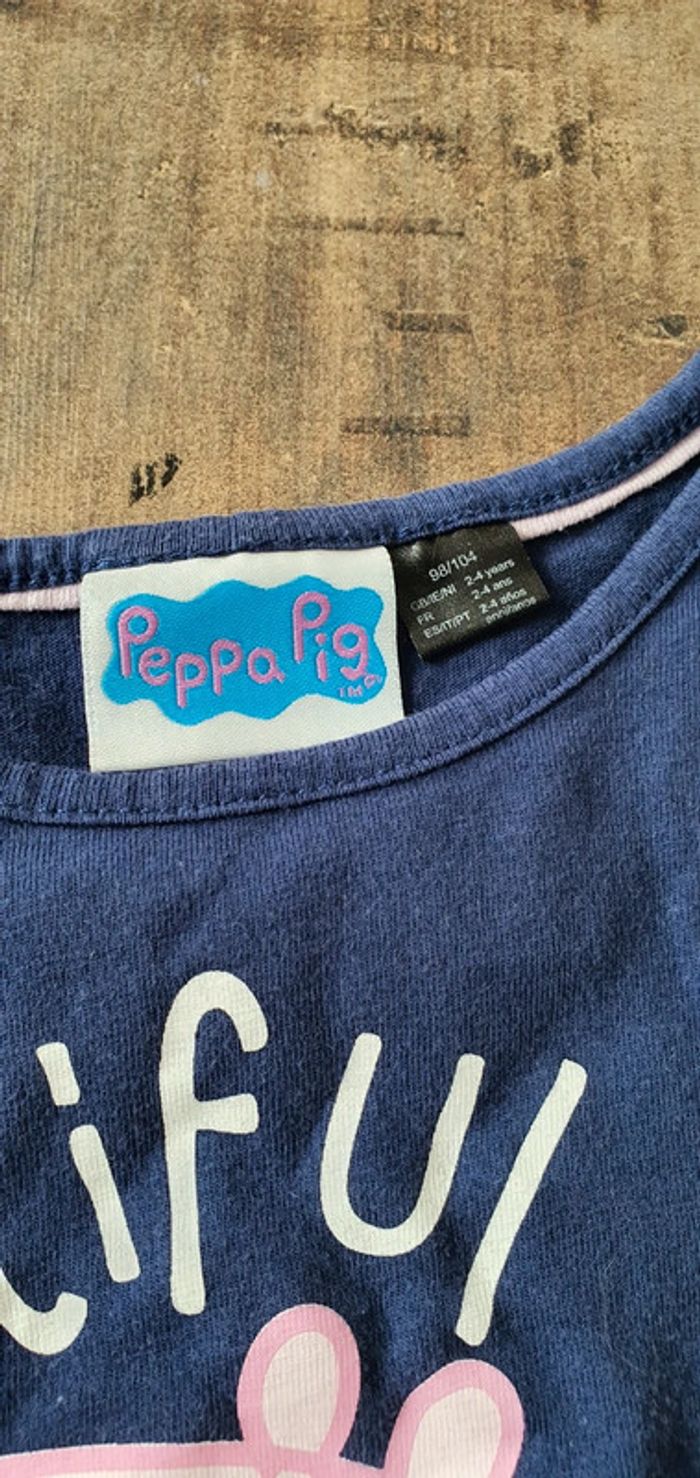 Peppa Pig
TM ©
98/104
GB/IE/NI 2-4 years
FR 2-4 ans
ES/IT/PT 2-4 años
anni/anos
tiful